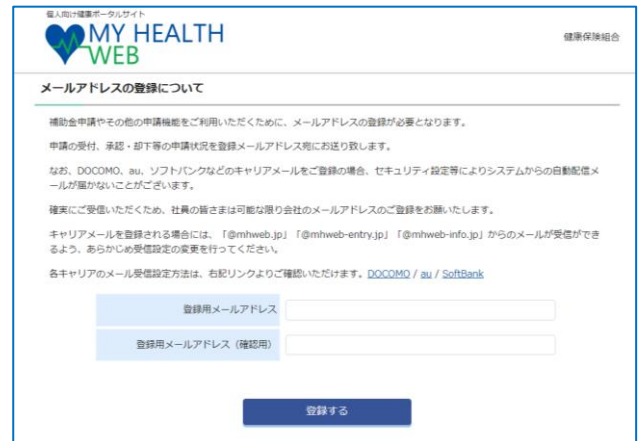 個人向け健康ポータルサイト
MY HEALTH
WEB
健康保険組合
メールアドレスの登録について
補助金申請やその他の申請機能をご利用いただくために、メールアドレスの登録が必要となります。
申請の受付、承認・却下等の申請状況を登録メールアドレス宛にお送り致します。
なお、DOCOMO、au、ソフトバンクなどのキャリアメールをご登録の場合、セキュリティ設定等によりシステムからの自動配信メ
ールが届かないことがございます。
確実にご受信いただくため、社員の皆さまは可能な限り会社のメールアドレスのご登録をお願いいたします。
キャリアメールを登録される場合には、「@mhweb.jp」「@mhweb-entry.jp」「@mhweb-info.jp」からのメールが受信ができ
るよう、あらかじめ受信設定の変更を行ってください。
各キャリアのメール受信設定方法は、右記リンクよりご確認いただけます。DOCOMO / au / SoftBank
登録用メールアドレス
登録用メールアドレス（確認用）
登録する